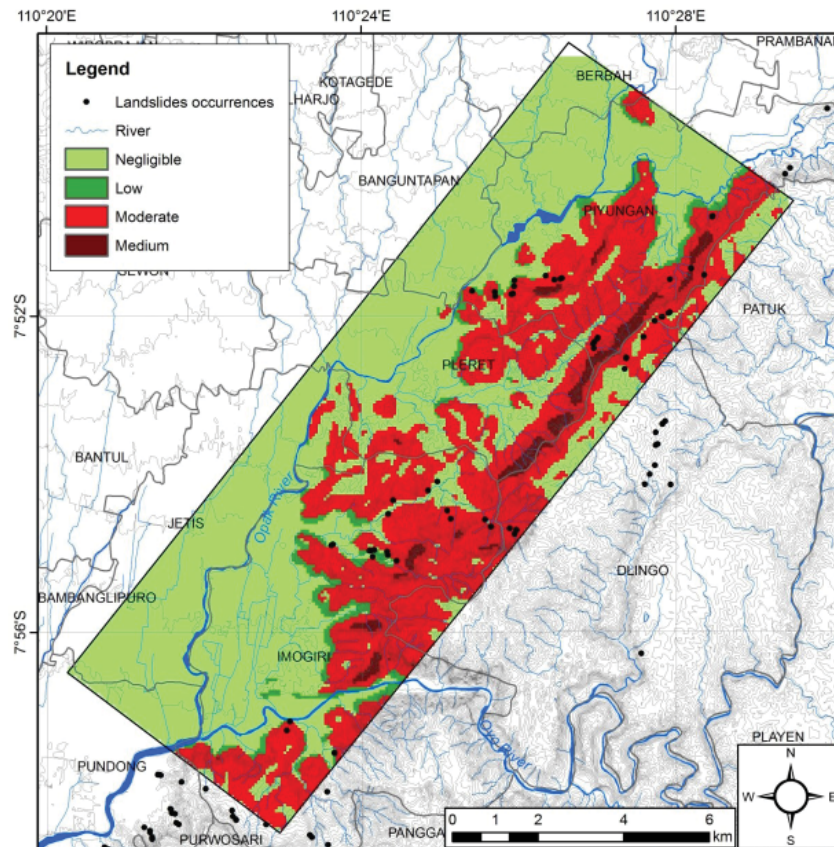 110°20'E
110°24'E
110°28'E
PRAMBANAN
BERBAH
KOTAGEDE
HARJO
Legend
Landslides occurrences
River
Negligible
Low
Moderate
Medium
BANGUNTAPAN
PIYUNGAN
SEWON
PATUK
7°52'S
PLERET
BANTUL
Opak River
JETIS
DLINGO
BAMBANGLIPURO
7°56'S
IMOGIRI
Oyo River
PLAYEN
PUNDONG
N
W
E
S
PURWOSARI
PANGGA
0
1
2
4
6
km